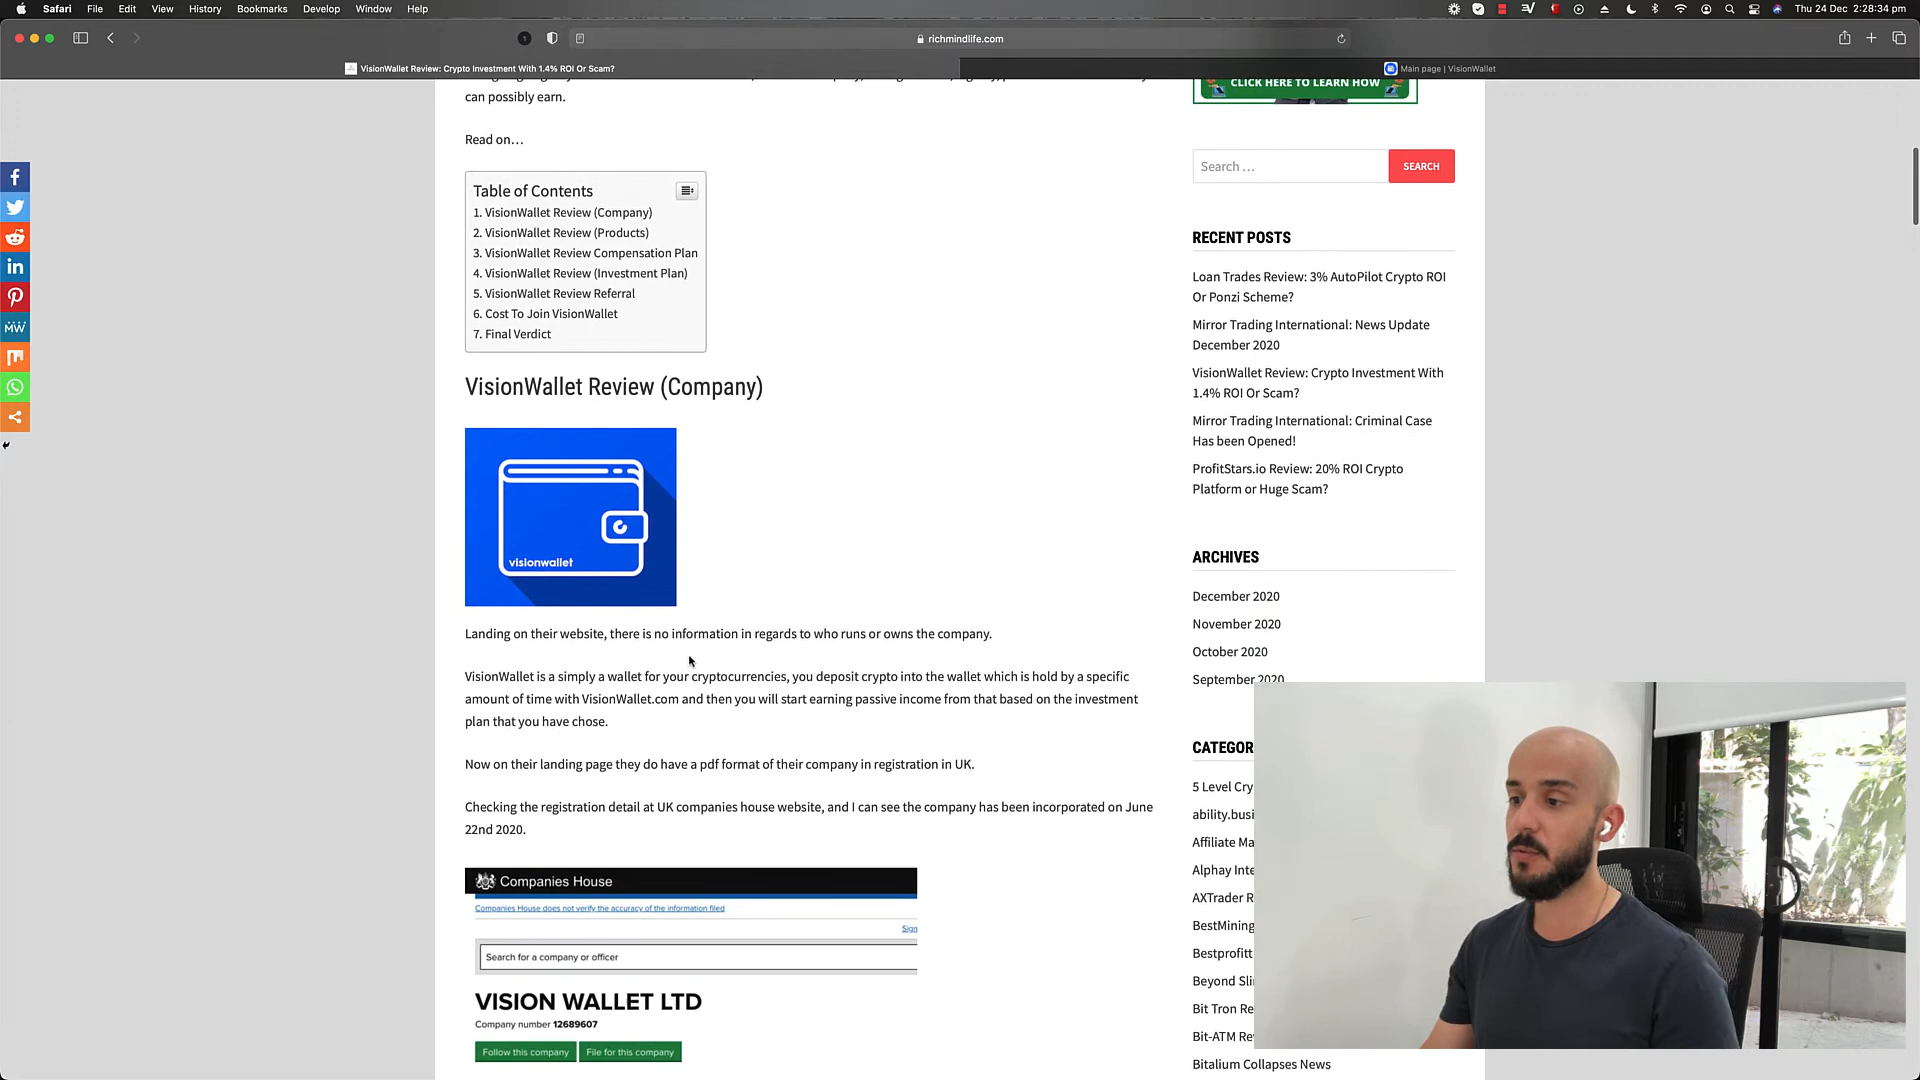 Safari File Edit View History Bookmarks Develop Window Help
Thu 24 Dec 2:28:34 pm
richmindlife.com
VisionWallet Review: Crypto Investment With 1.4% ROI Or Scam?
Main page | VisionWallet
can possibly earn.
Read on…
Table of Contents
1. VisionWallet Review (Company)
2. VisionWallet Review (Products)
3. VisionWallet Review Compensation Plan
4. VisionWallet Review (Investment Plan)
5. VisionWallet Review Referral
6. Cost To Join VisionWallet
7. Final Verdict
VisionWallet Review (Company)
visionwallet
Landing on their website, there is no information in regards to who runs or owns the company.
VisionWallet is a simply a wallet for your cryptocurrencies, you deposit crypto into the wallet which is hold by a specific
amount of time with VisionWallet.com and then you will start earning passive income from that based on the investment
plan that you have chose.
Now on their landing page they do have a pdf format of their company in registration in UK.
Checking the registration detail at UK companies house website, and I can see the company has been incorporated on June
22nd 2020.
Companies House
Companies House does not verify the accuracy of the information filed
Sign
Search for a company or officer
VISION WALLET LTD
Company number 12689607
Follow this company File for this company
CLICK HERE TO LEARN HOW
Search …
SEARCH
RECENT POSTS
Loan Trades Review: 3% AutoPilot Crypto ROI
Or Ponzi Scheme?
Mirror Trading International: News Update
December 2020
VisionWallet Review: Crypto Investment With
1.4% ROI Or Scam?
Mirror Trading International: Criminal Case
Has been Opened!
ProfitStars.io Review: 20% ROI Crypto
Platform or Huge Scam?
ARCHIVES
December 2020
November 2020
October 2020
September 2020
CATEGOR
5 Level Cry
ability.busi
Affiliate Ma
Alphay Inte
AXTrader R
BestMining
Bestprofitt
Beyond Sli
Bit Tron Re
Bit-ATM Rev
Bitalium Collapses News
MW